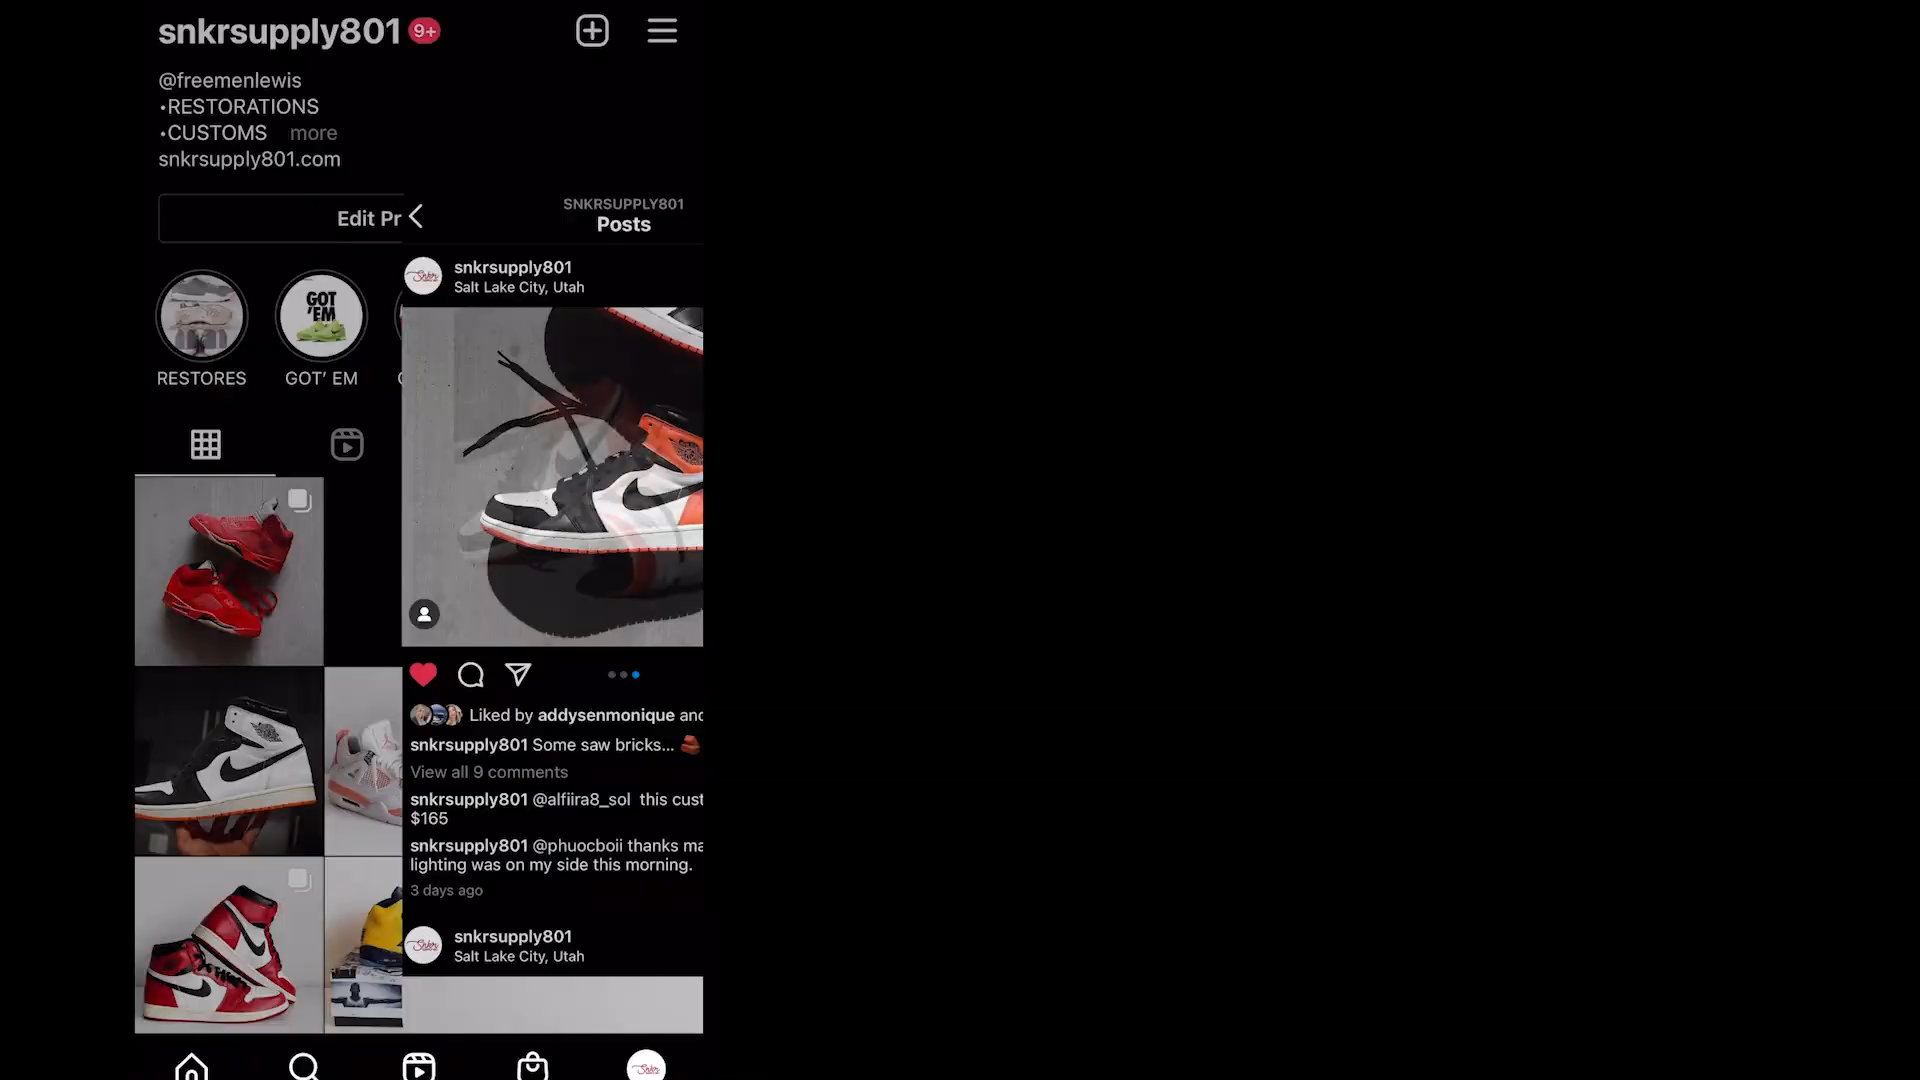 snkrsupply801 9+
@freemenlewis
•RESTORATIONS
•CUSTOMS more
snkrsupply801.com
Edit Pr
SNKRSUPPLY801
Posts
snkrsupply801
Salt Lake City, Utah
GOT
'EM
RESTORES
GOT' EM
Liked by addysenmonique and
snkrsupply801 Some saw bricks...
View all 9 comments
snkrsupply801 @alfiira8_sol this cust
$165
snkrsupply801 @phuocboii thanks ma
lighting was on my side this morning.
3 days ago
snkrsupply801
Salt Lake City, Utah